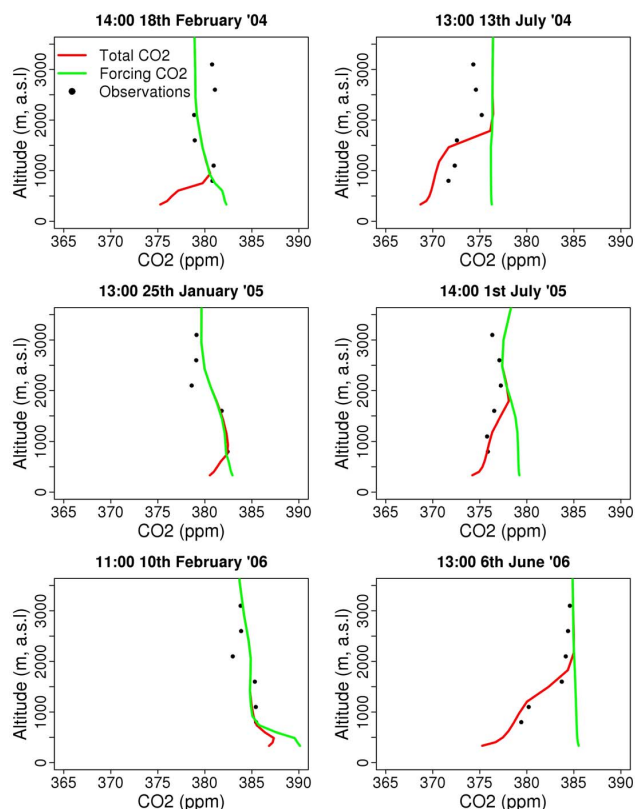 14:00 18th February '04
Altitude (m, a.s.l)
0 1000 2000 3000
Total CO2
Forcing CO2
Observations
365 370 375 380 385 390
CO2 (ppm)
13:00 13th July '04
Altitude (m, a.s.l)
0 1000 2000 3000
365 370 375 380 385 390
CO2 (ppm)
13:00 25th January '05
Altitude (m, a.s.l)
0 1000 2000 3000
365 370 375 380 385 390
CO2 (ppm)
14:00 1st July '05
Altitude (m, a.s.l)
0 1000 2000 3000
365 370 375 380 385 390
CO2 (ppm)
11:00 10th February '06
Altitude (m, a.s.l)
0 1000 2000 3000
365 370 375 380 385 390
CO2 (ppm)
13:00 6th June '06
Altitude (m, a.s.l)
0 1000 2000 3000
365 370 375 380 385 390
CO2 (ppm)